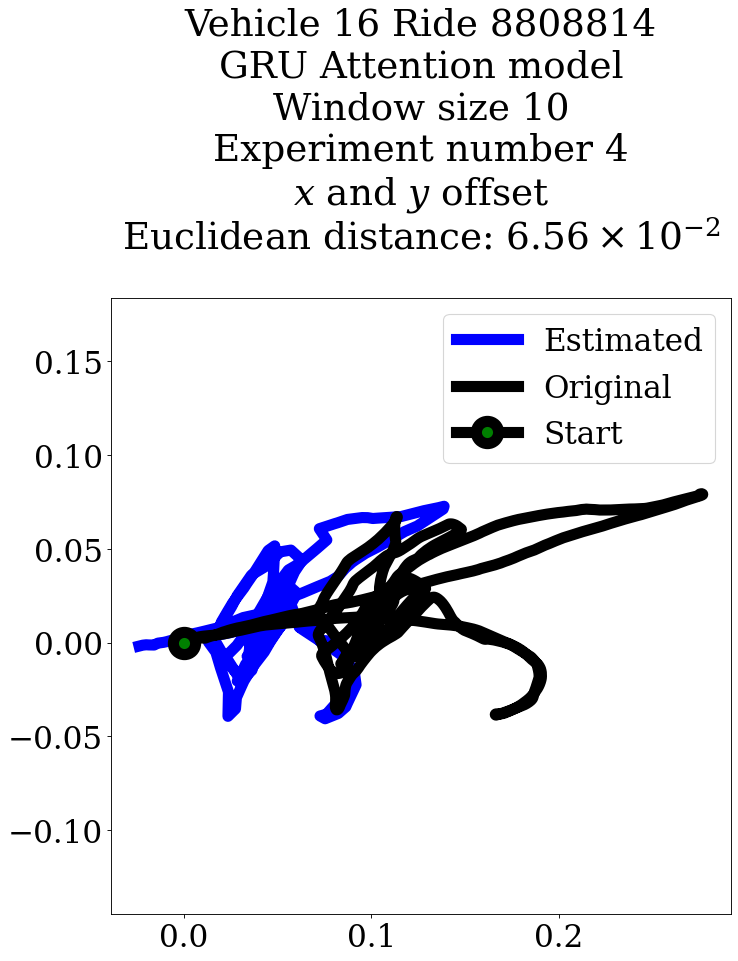 Vehicle 16 Ride 8808814
GRU Attention model
Window size 10
Experiment number 4
x and y offset
Euclidean distance: 6.56 × 10⁻²
Estimated
Original
Start
0.15
0.10
0.05
0.00
−0.05
−0.10
0.0 0.1 0.2